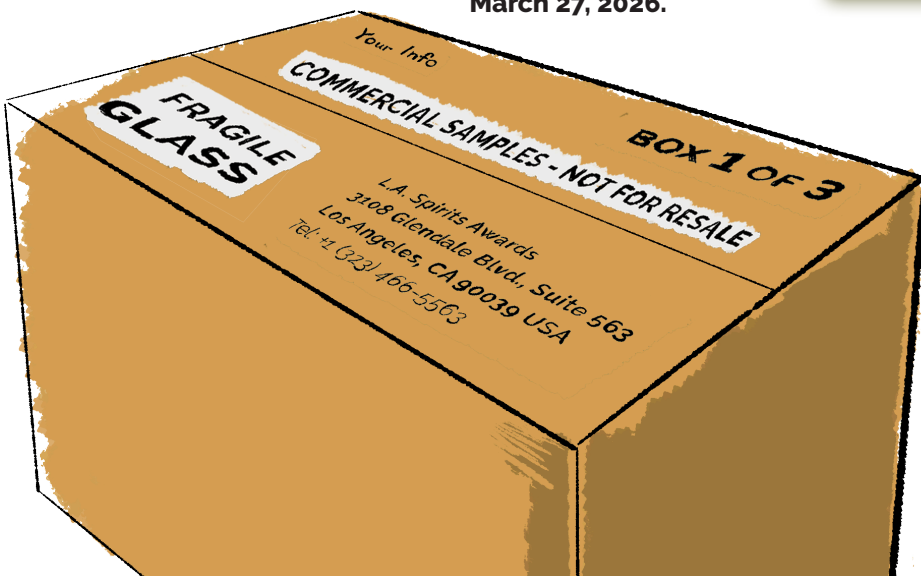 March 27, 2026.
Your Info
COMMERCIAL SAMPLES - NOT FOR RESALE
BOX 1 OF 3
FRAGILE
GLASS
L.A. Spirits Awards
3108 Glendale Blvd., Suite 563
Los Angeles, CA 90039 USA
Tel: +1 (323) 466-5563